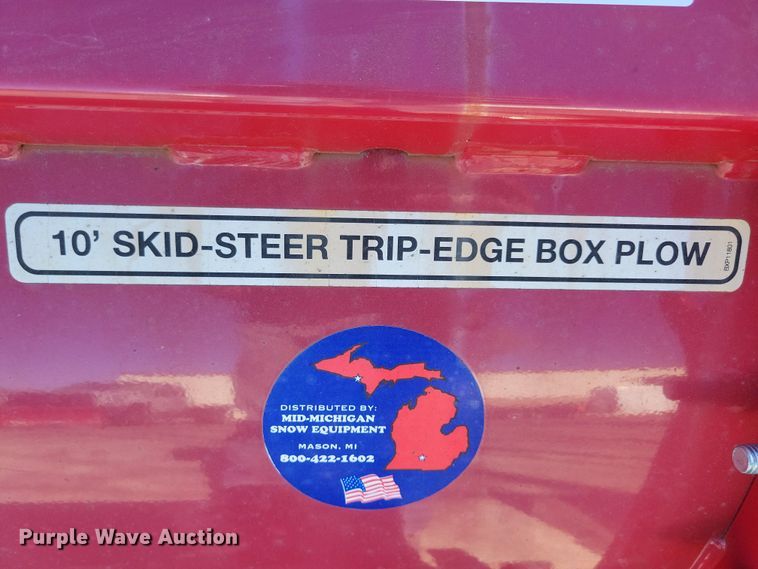 10' SKID-STEER TRIP-EDGE BOX PLOW
BXP11801
DISTRIBUTED BY:
MID-MICHIGAN
SNOW EQUIPMENT
MASON, MI
800-422-1602
Purple Wave Auction